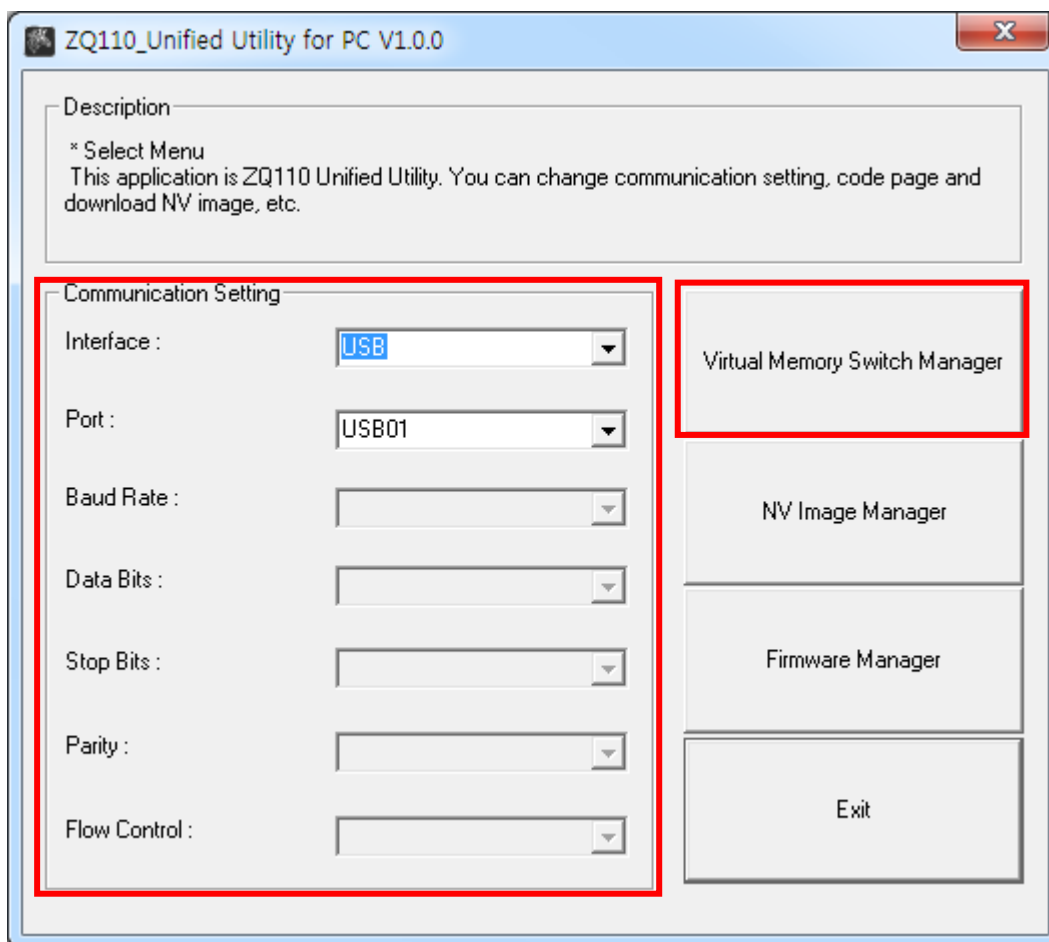 ZQ110_Unified Utility for PC V1.0.0
Description
* Select Menu
This application is ZQ110 Unified Utility. You can change communication setting, code page and
download NV image, etc.
Communication Setting
Interface :
USB
Port :
USB01
Baud Rate :
Data Bits :
Stop Bits :
Parity :
Flow Control :
Virtual Memory Switch Manager
NV Image Manager
Firmware Manager
Exit